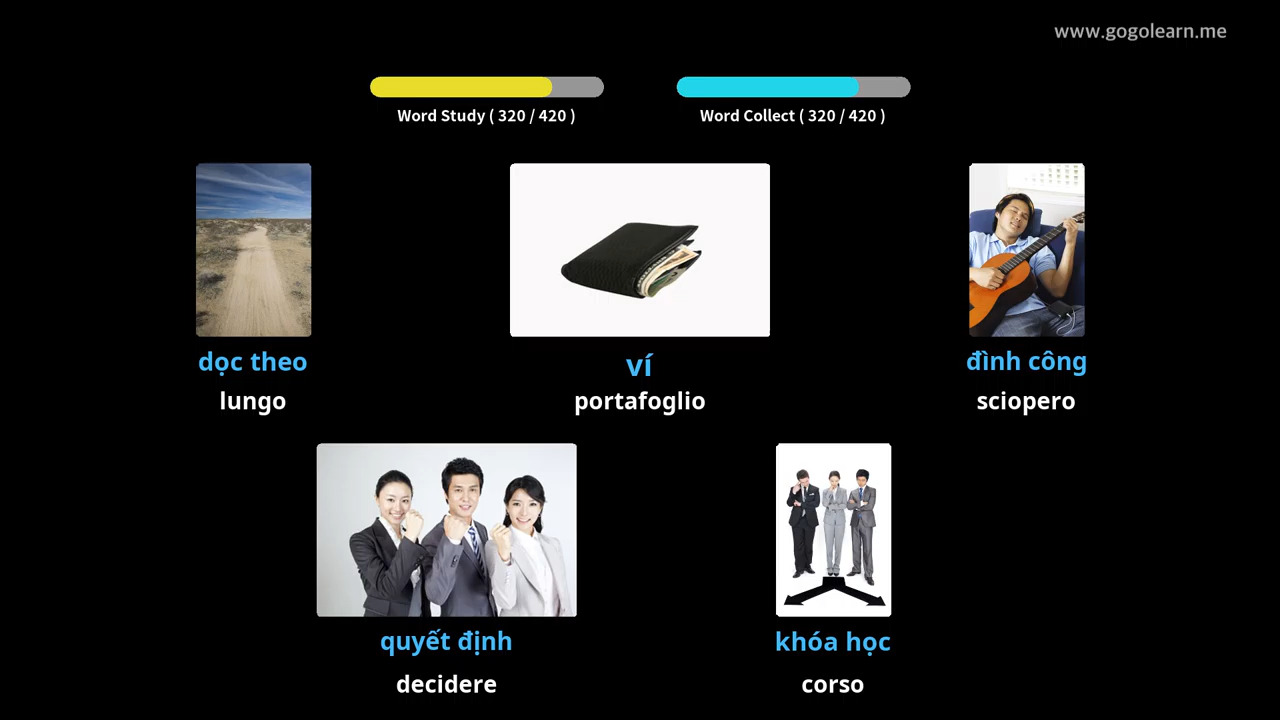 www.gogolearn.me
Word Study ( 320 / 420 )
Word Collect ( 320 / 420 )
dọc theo
lungo
ví
portafoglio
đình công
sciopero
quyết định
decidere
khóa học
corso